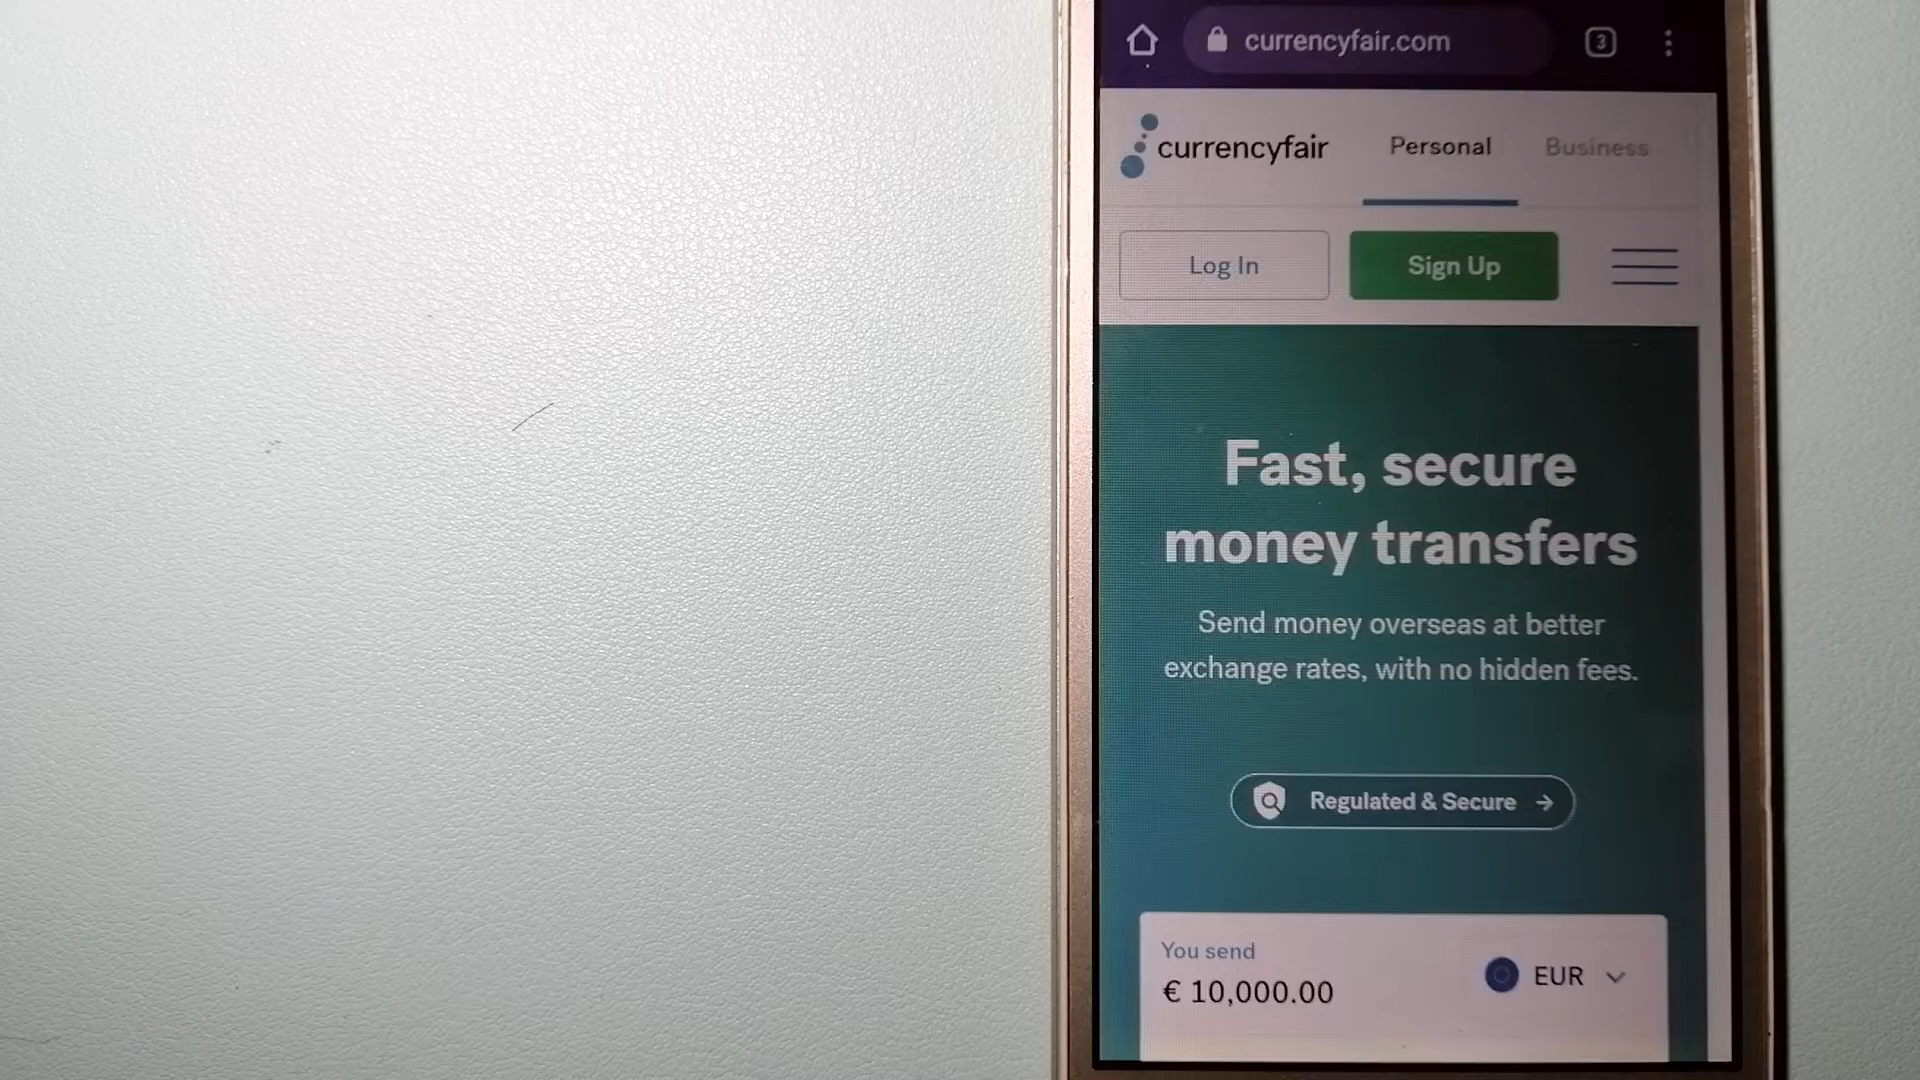 currencyfair.com
3
currencyfair Personal Business
Log In Sign Up
Fast, secure
money transfers
Send money overseas at better
exchange rates, with no hidden fees.
Regulated & Secure →
You send
€ 10,000.00
EUR